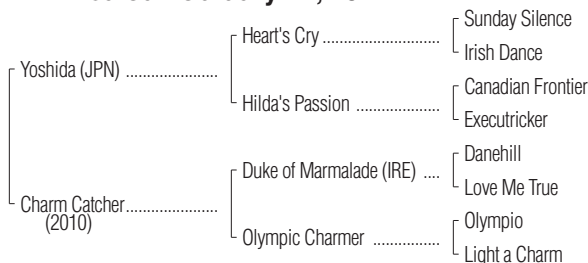 Sunday Silence
Heart's Cry ............................
Irish Dance
Yoshida (JPN) ......................
Canadian Frontier
Hilda's Passion ....................
Executricker
Danehill
Duke of Marmalade (IRE) ....
Love Me True
Charm Catcher......................
(2010)
Olympio
Olympic Charmer ................
Light a Charm